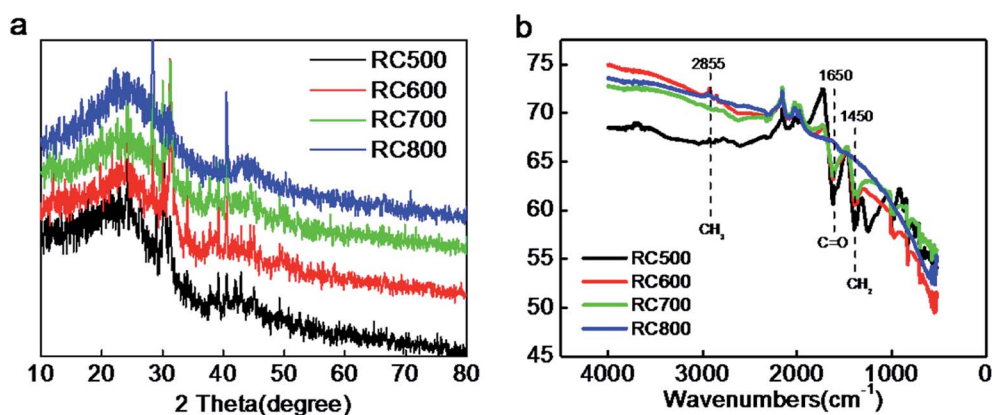 a
RC500
RC600
RC700
RC800
10 20 30 40 50 60 70 80
2 Theta(degree)
b
75
70
65
60
55
50
45
2855
1650
1450
CH₃
C=O
CH₂
RC500
RC600
RC700
RC800
4000 3000 2000 1000 0
Wavenumbers(cm⁻¹)